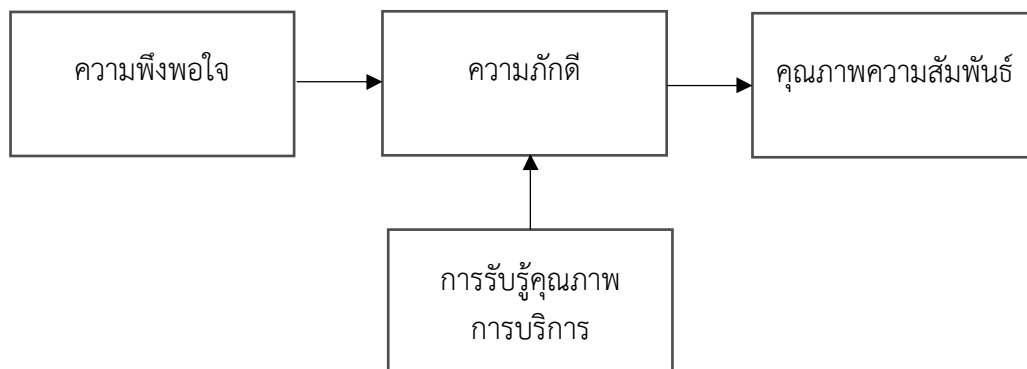 ความพึงพอใจ
ความภักดี
คุณภาพความสัมพันธ์
การรับรู้คุณภาพ
การบริการ